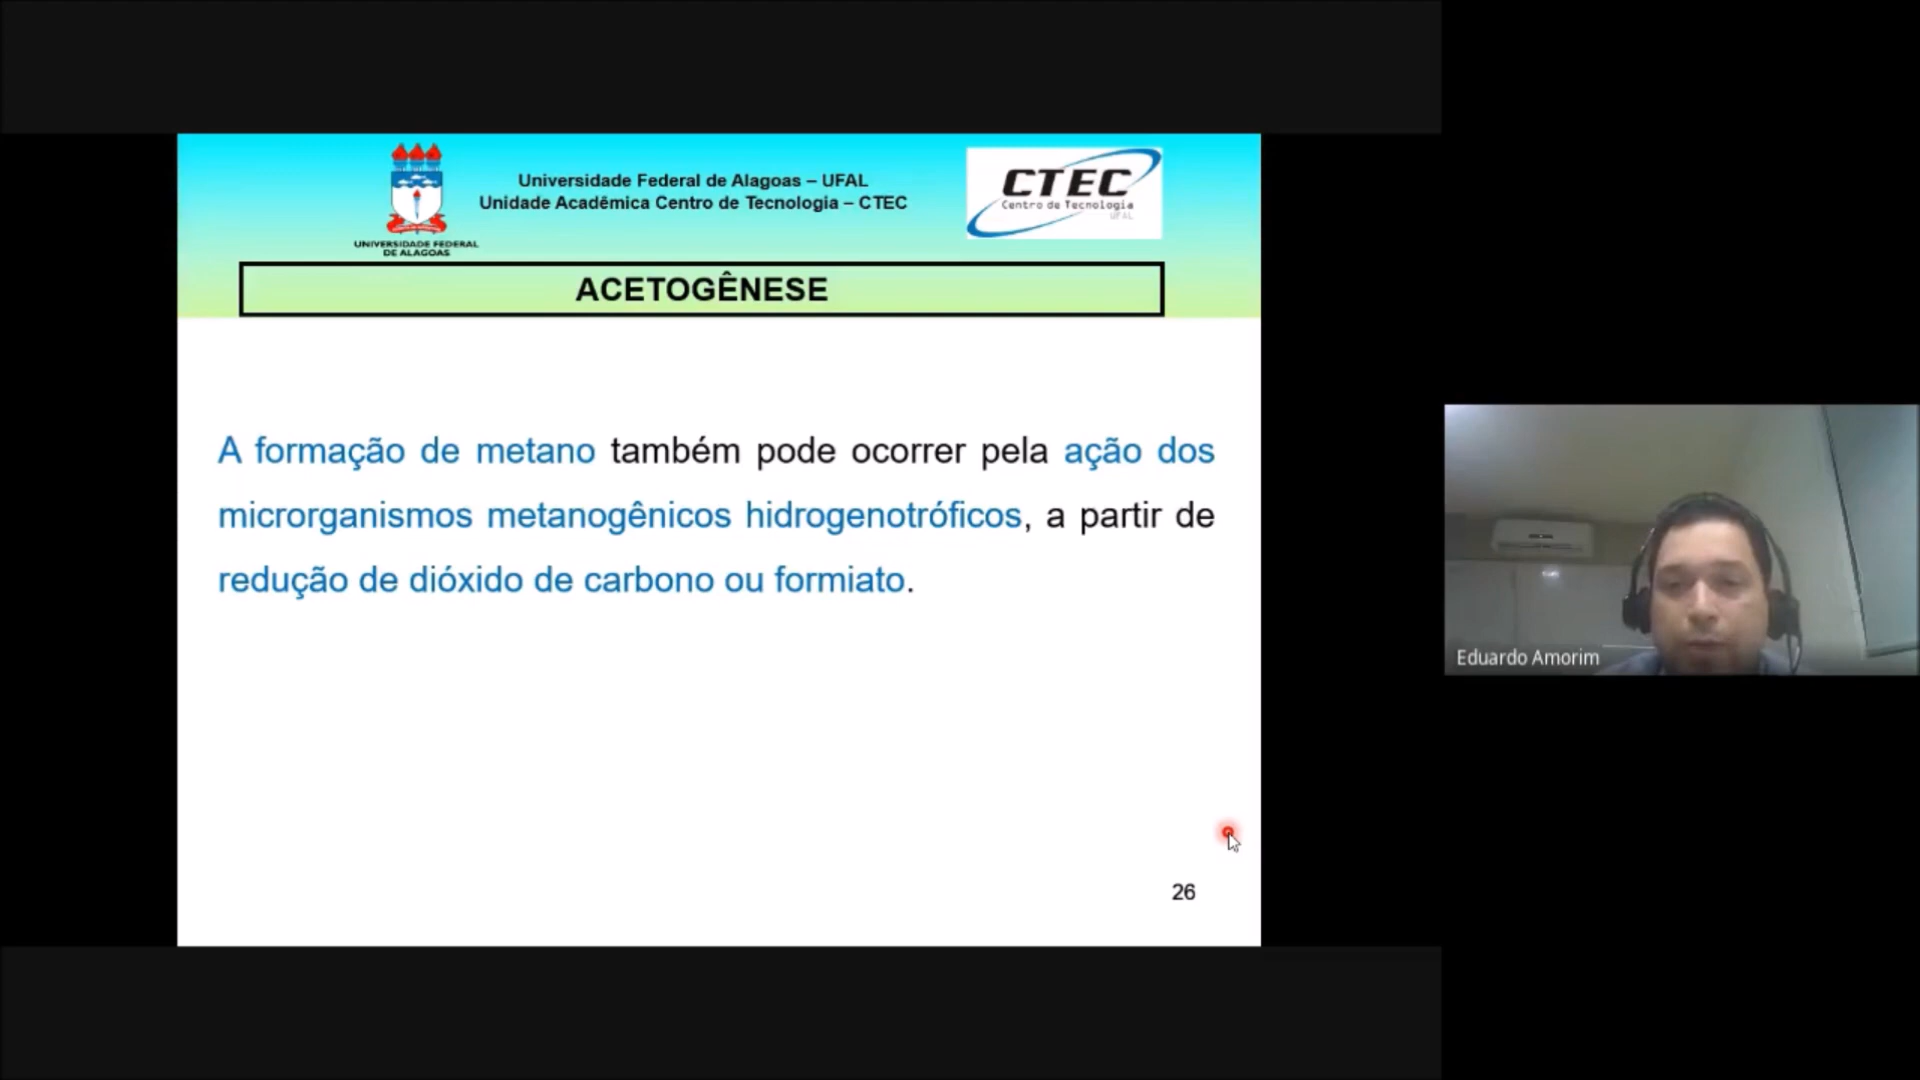 Universidade Federal de Alagoas – UFAL
Unidade Acadêmica Centro de Tecnologia – CTEC
UNIVERSIDADE FEDERAL
DE ALAGOAS
CTEC
Centro de Tecnologia
UFAL
ACETOGÊNESE
A formação de metano também pode ocorrer pela ação dos
microrganismos metanogênicos hidrogenotróficos, a partir de
redução de dióxido de carbono ou formiato.
26
Eduardo Amorim